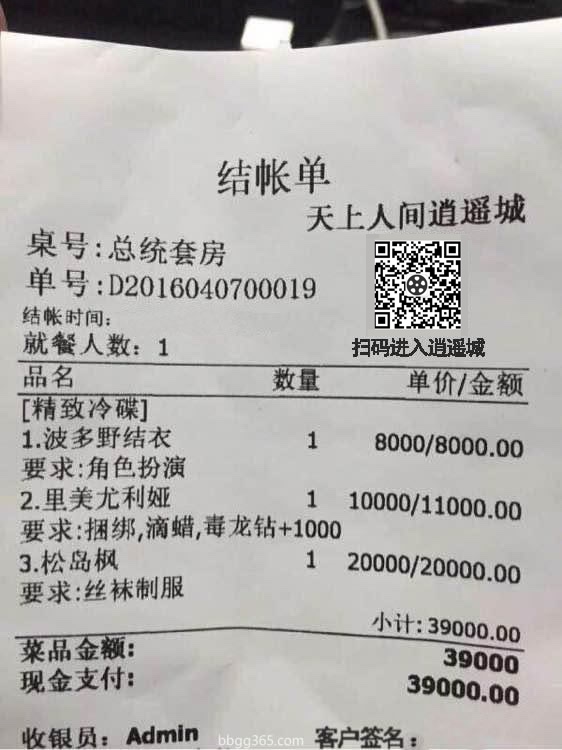 结帐单
天上人间逍遥城
桌号:总统套房
单号:D2016040700019
结帐时间:
扫码进入逍遥城
就餐人数: 1
品名 数量 单价/金额
[精致冷碟]
1.波多野结衣 1 8000/8000.00
要求:角色扮演
2.里美尤利娅 1 10000/11000.00
要求:捆绑,滴蜡,毒龙钻+1000
3.松岛枫 1 20000/20000.00
要求:丝袜制服
小计: 39000.00
菜品金额: 39000
现金支付: 39000.00
收银员: Admin 客户签名:
bbgg365.com